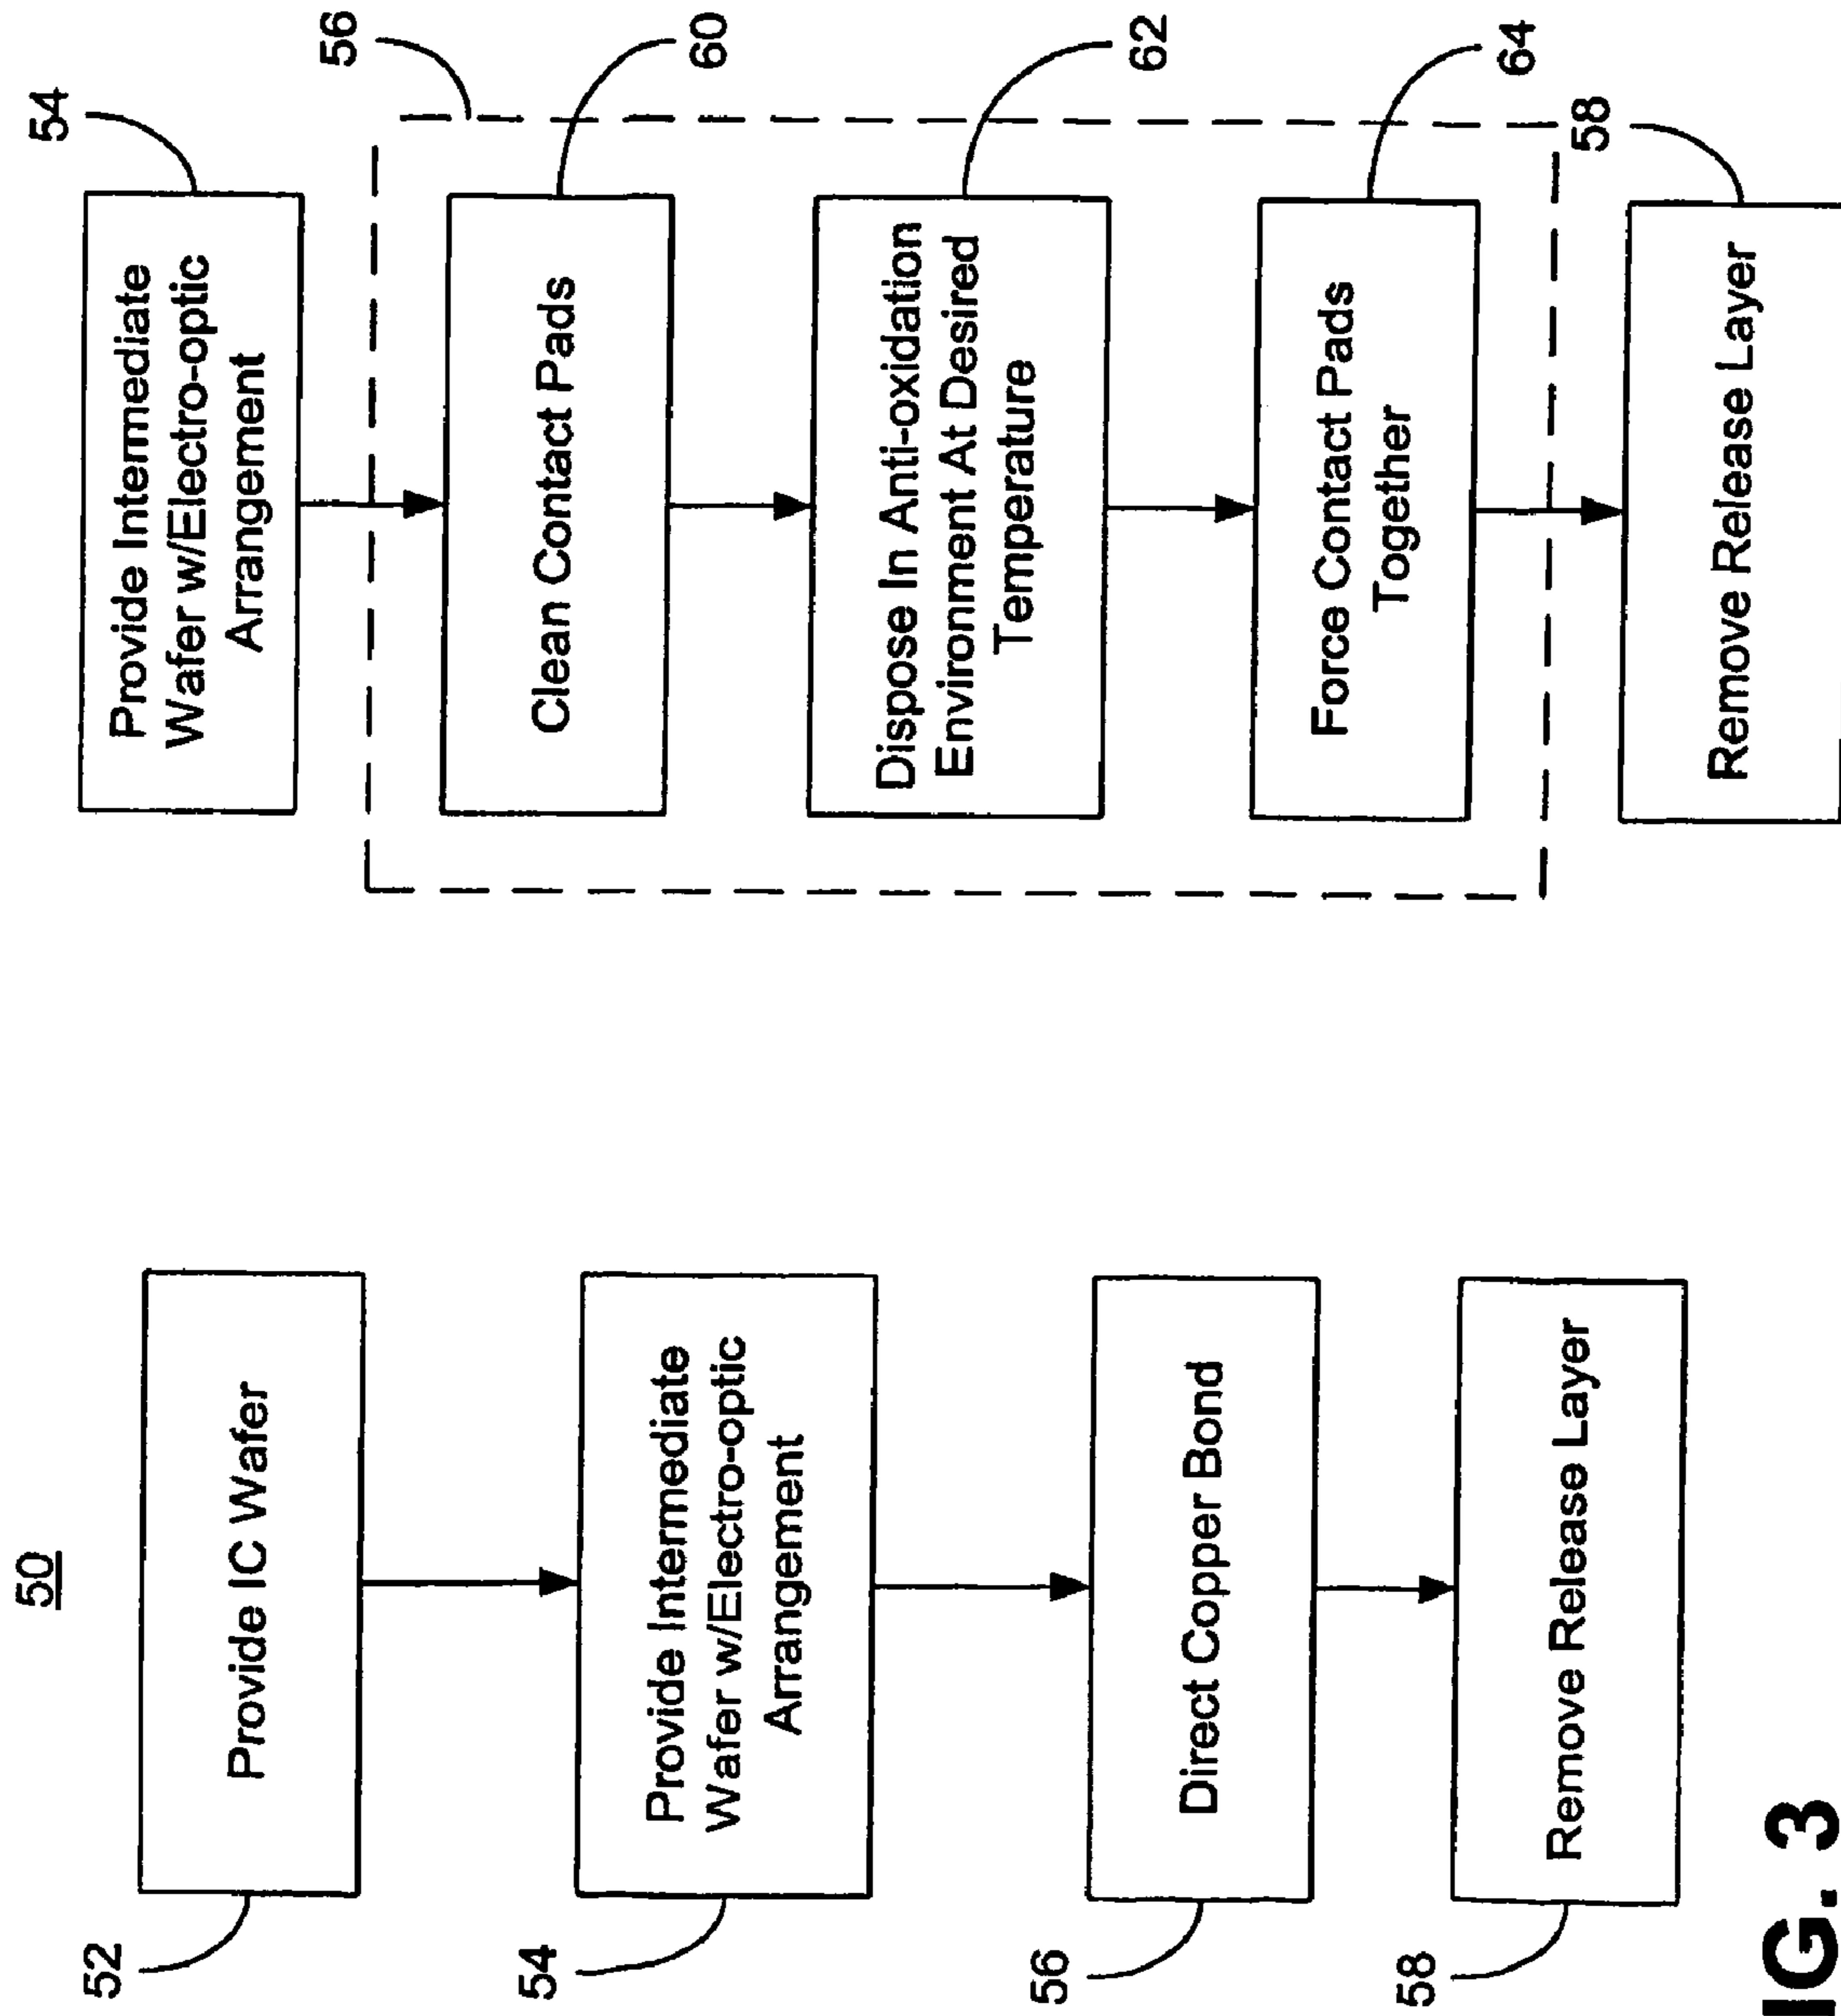 50
52
Provide IC Wafer
54
Provide Intermediate
Wafer w/Electro-optic
Arrangement
56
Direct Copper Bond
58
Remove Release Layer
IG. 3
54
Provide Intermediate
Wafer w/Electro-optic
Arrangement
56
60
Clean Contact Pads
62
Dispose In Anti-oxidation
Environment At Desired
Temperature
64
Force Contact Pads
Together
58
Remove Release Layer